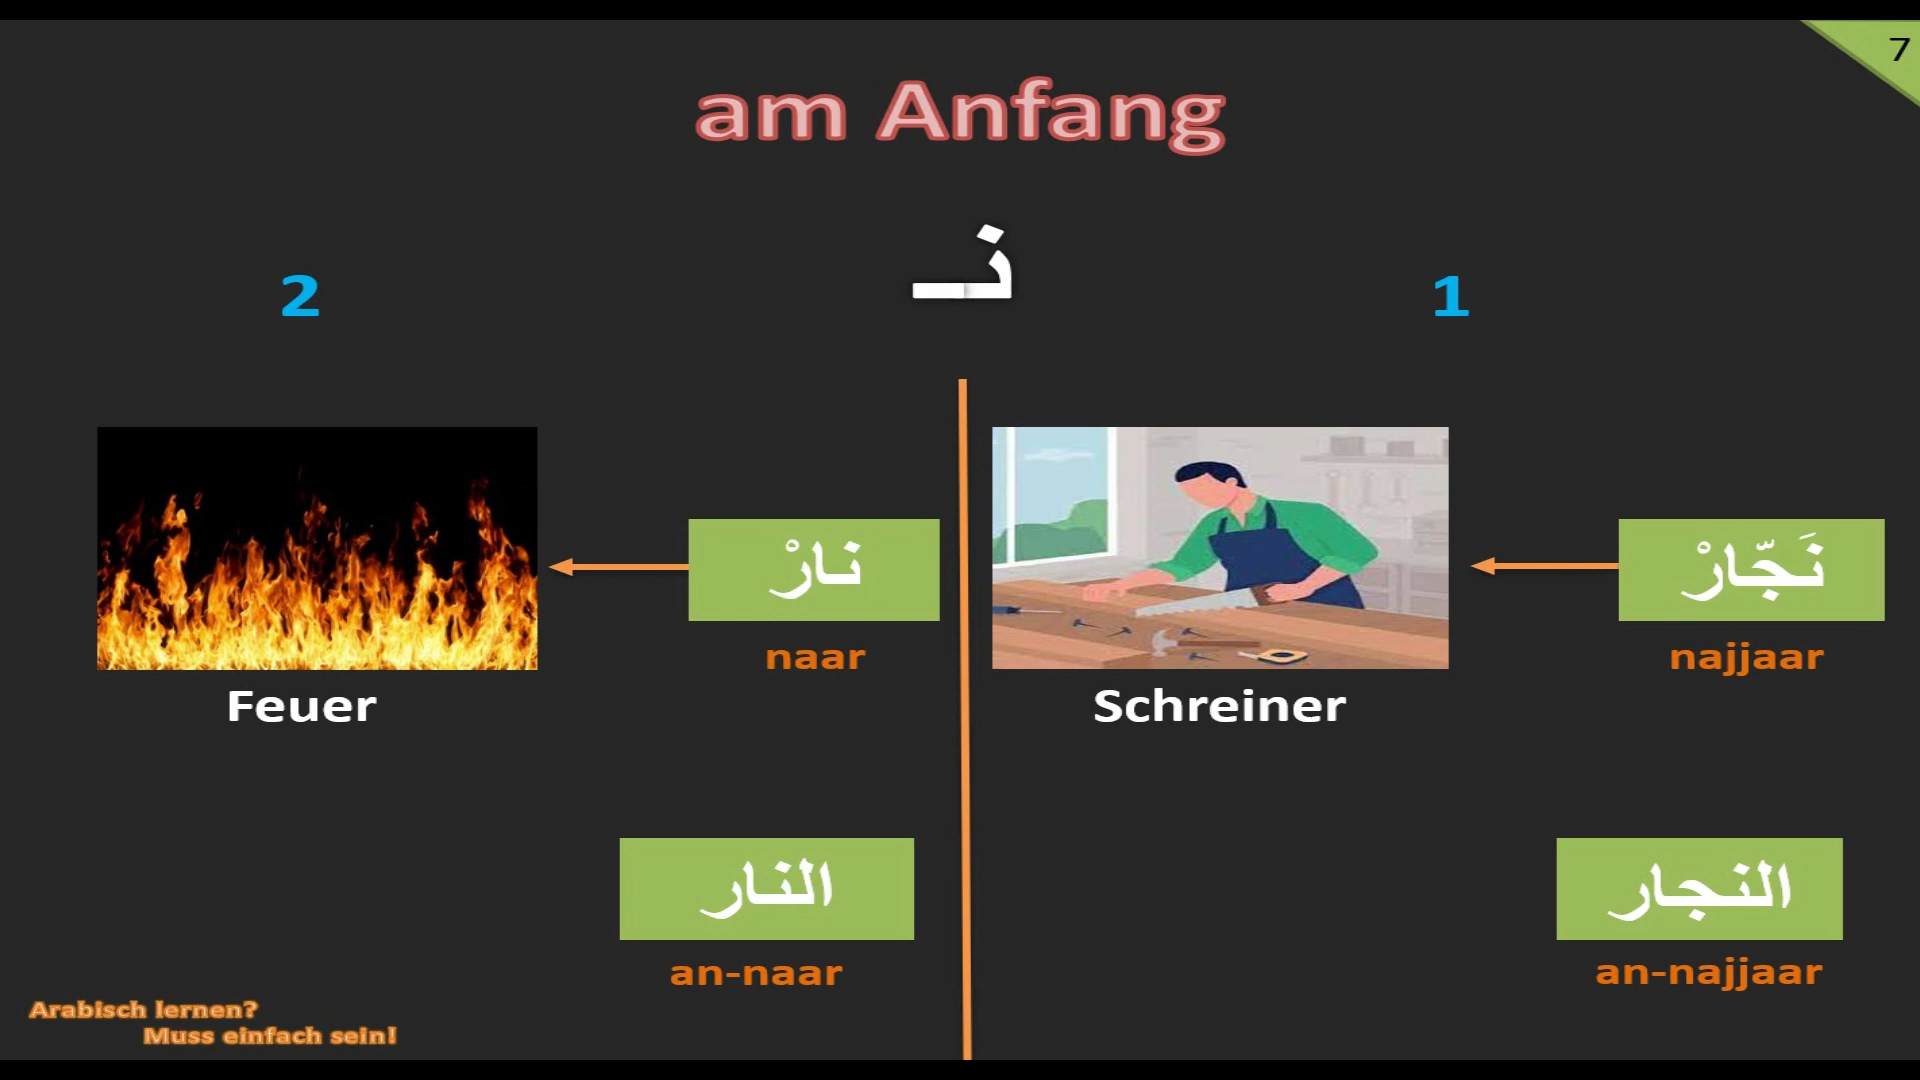 7
am Anfang
نـ
1
2
نَجّارْ
najjaar
Schreiner
نارْ
naar
Feuer
النجار
an-najjaar
النار
an-naar
Arabisch lernen?
Muss einfach sein!